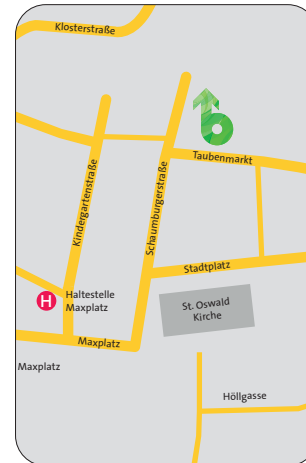 Klosterstraße
Taubenmarkt
Kindergartenstraße
Schaumburgerstraße
Stadtplatz
H
Haltestelle
Maxplatz
St. Oswald
Kirche
Maxplatz
Maxplatz
Höllgasse